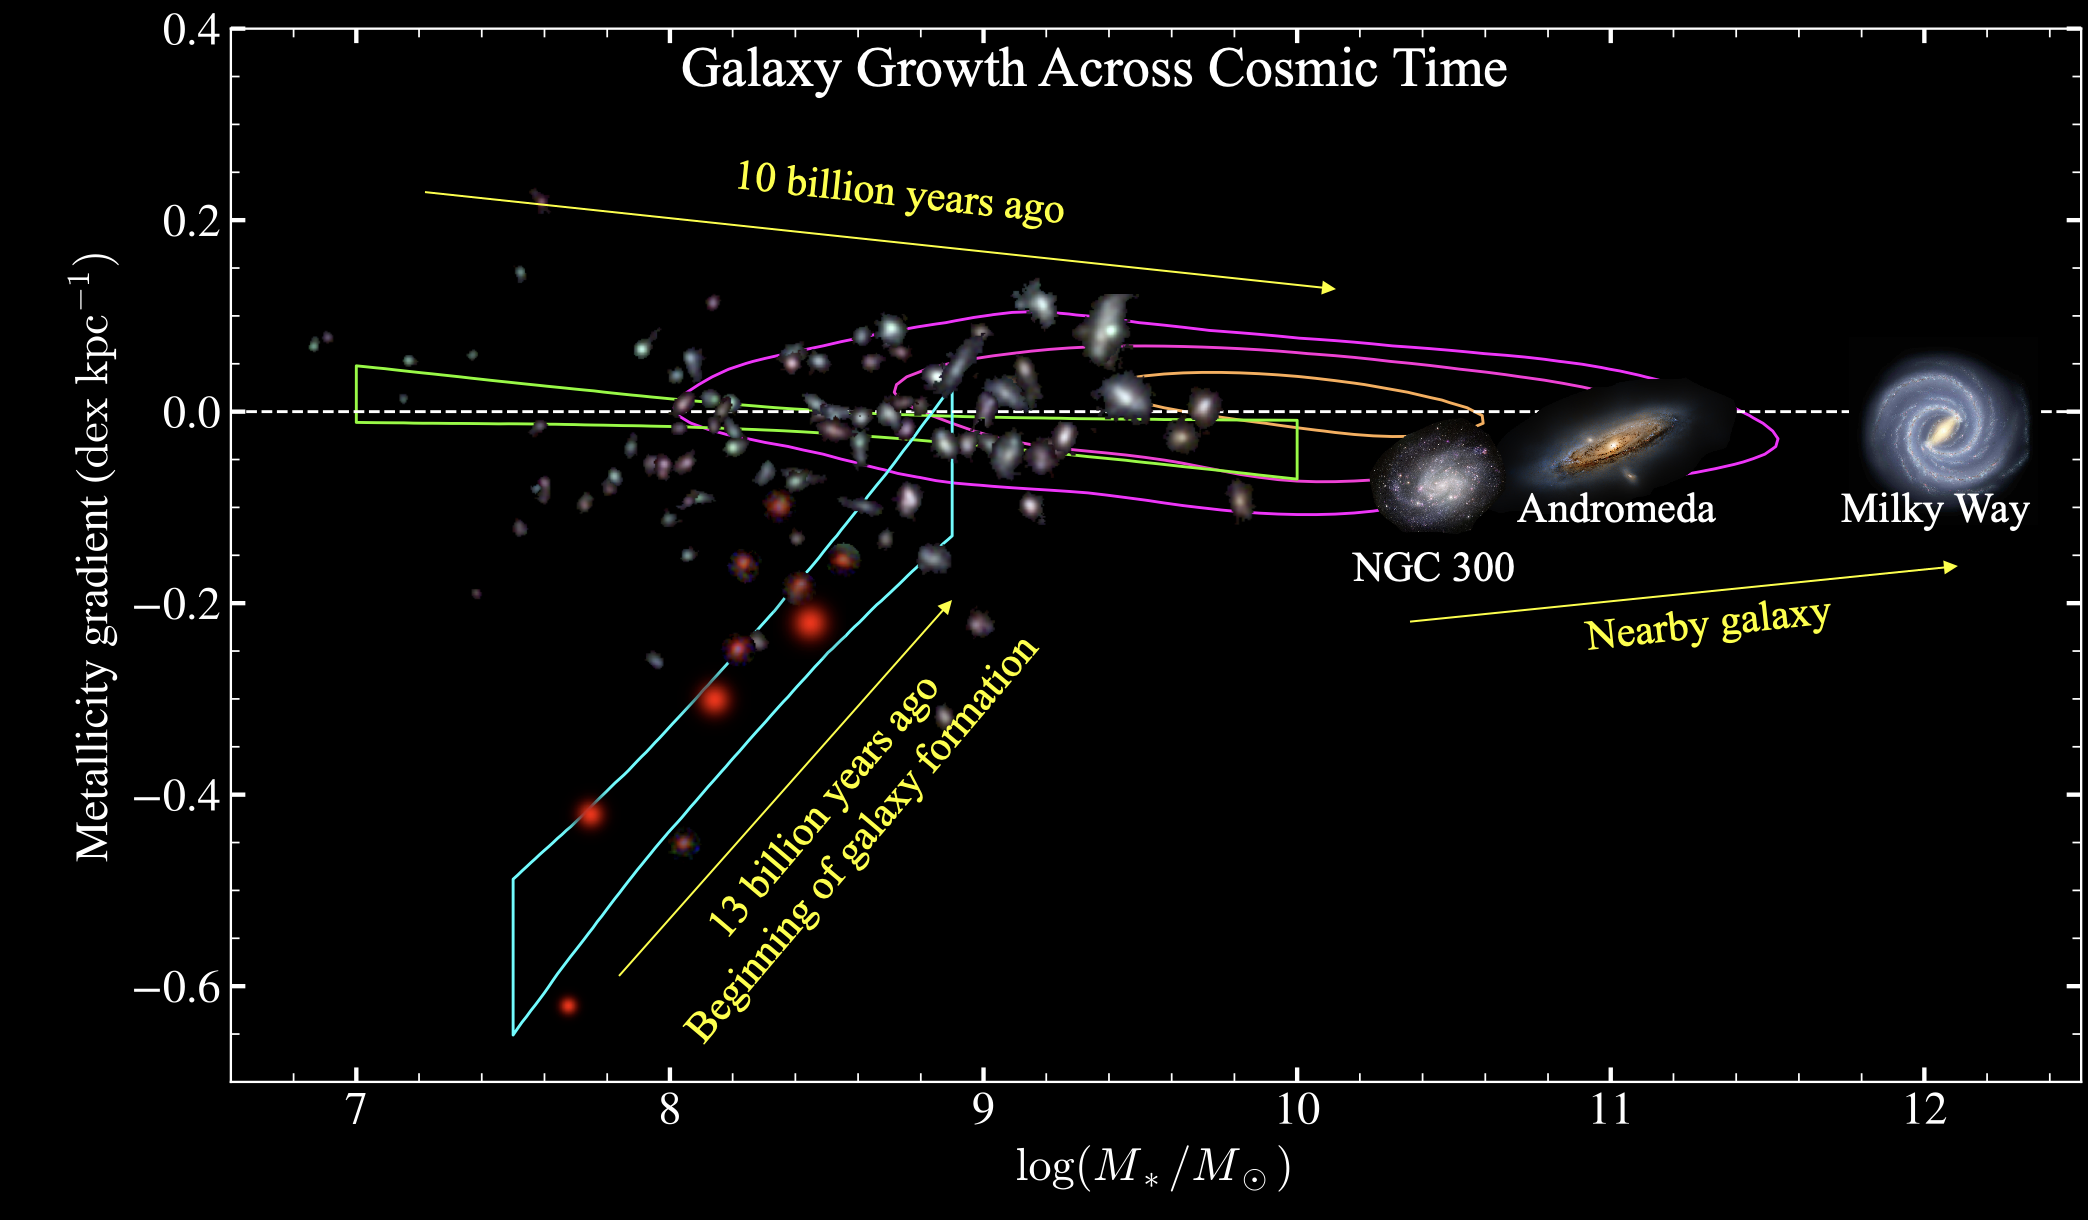 Galaxy Growth Across Cosmic Time
0.4
0.2
0.0
−0.2
−0.4
−0.6
Metallicity gradient (dex kpc⁻¹)
10 billion years ago
Andromeda
Milky Way
NGC 300
Nearby galaxy
13 billion years ago
Beginning of galaxy formation
7 8 9 10 11 12
log(M∗/M⊙)